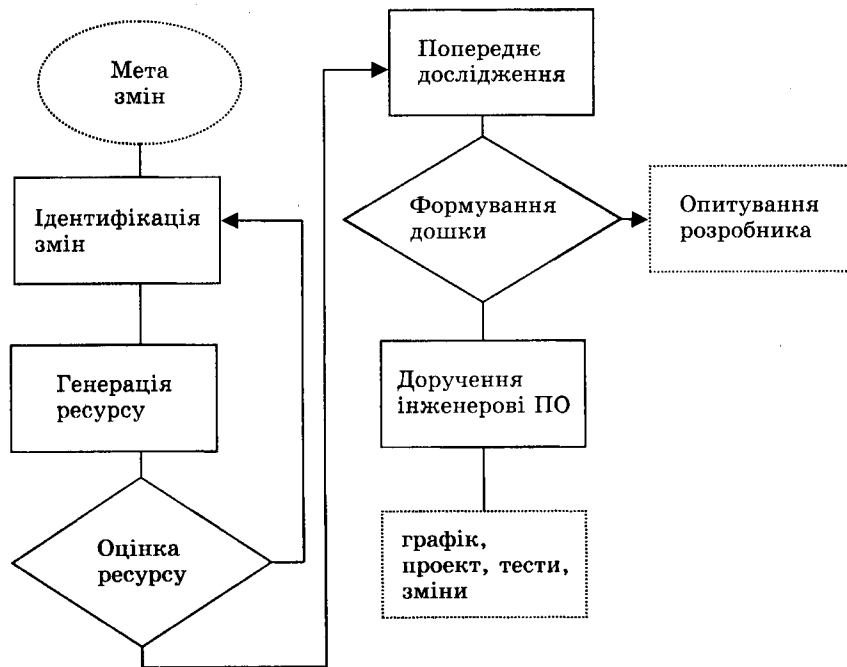 Мета
змін
Ідентифікація
змін
Генерація
ресурсу
Оцінка
ресурсу
Попереднє
дослідження
Формування
дошки
Опитування
розробника
Доручення
інженерові ПО
графік,
проект, тести,
зміни